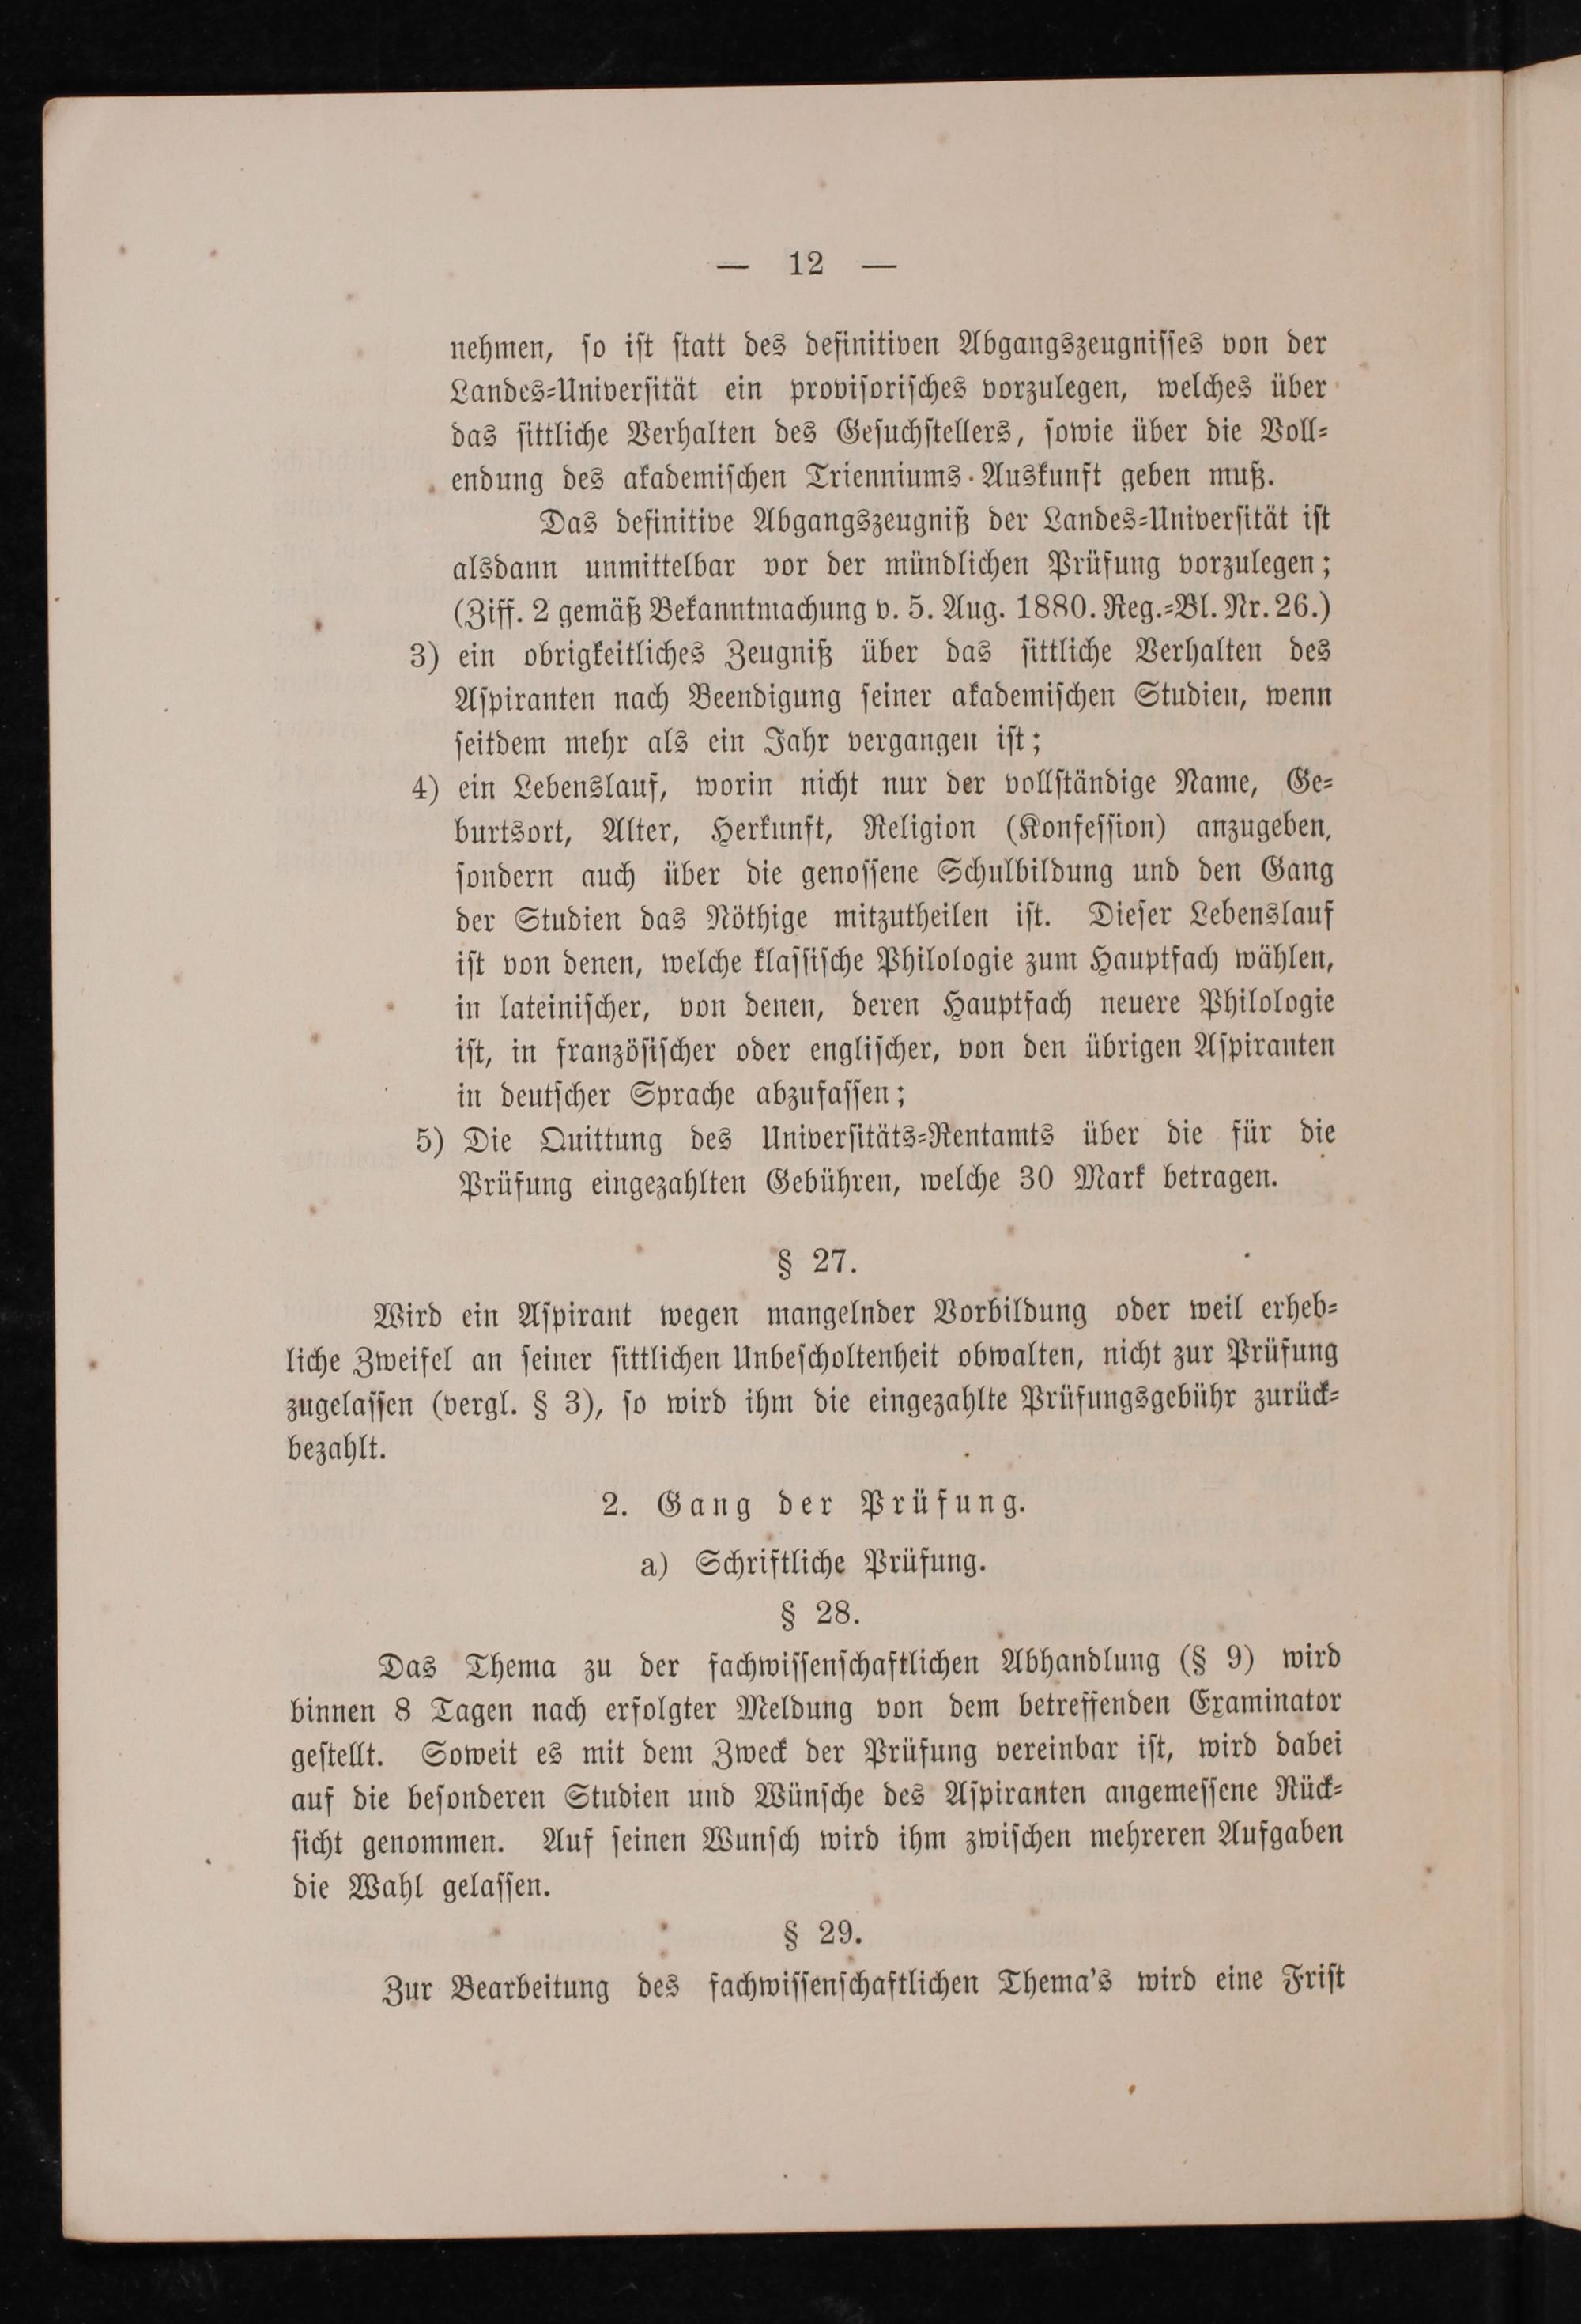 — 12 —
nehmen, so ist statt des definitiven Abgangszeugnisses von der
Landes-Universität ein provisorisches vorzulegen, welches über
das sittliche Verhalten des Gesuchstellers, sowie über die Voll-
endung des akademischen Trienniums Auskunft geben muß.
Das definitive Abgangszeugniß der Landes-Universität ist
alsdann unmittelbar vor der mündlichen Prüfung vorzulegen;
(Ziff. 2 gemäß Bekanntmachung v. 5. Aug. 1880. Reg.-Bl. Nr. 26.)
3) ein obrigkeitliches Zeugniß über das sittliche Verhalten des
Aspiranten nach Beendigung seiner akademischen Studien, wenn
seitdem mehr als ein Jahr vergangen ist;
4) ein Lebenslauf, worin nicht nur der vollständige Name, Ge-
burtsort, Alter, Herkunft, Religion (Konfession) anzugeben,
sondern auch über die genossene Schulbildung und den Gang
der Studien das Nöthige mitzutheilen ist. Dieser Lebenslauf
ist von denen, welche klassische Philologie zum Hauptfach wählen,
in lateinischer, von denen, deren Hauptfach neuere Philologie
ist, in französischer oder englischer, von den übrigen Aspiranten
in deutscher Sprache abzufassen;
5) Die Quittung des Universitäts-Rentamts über die für die
Prüfung eingezahlten Gebühren, welche 30 Mark betragen.
§ 27.
Wird ein Aspirant wegen mangelnder Vorbildung oder weil erheb-
liche Zweifel an seiner sittlichen Unbescholtenheit obwalten, nicht zur Prüfung
zugelassen (vergl. § 3), so wird ihm die eingezahlte Prüfungsgebühr zurück-
bezahlt.
2. Gang der Prüfung.
a) Schriftliche Prüfung.
§ 28.
Das Thema zu der fachwissenschaftlichen Abhandlung (§ 9) wird
binnen 8 Tagen nach erfolgter Meldung von dem betreffenden Examinator
gestellt. Soweit es mit dem Zweck der Prüfung vereinbar ist, wird dabei
auf die besonderen Studien und Wünsche des Aspiranten angemessene Rück-
sicht genommen. Auf seinen Wunsch wird ihm zwischen mehreren Aufgaben
die Wahl gelassen.
§ 29.
Zur Bearbeitung des fachwissenschaftlichen Thema's wird eine Frist